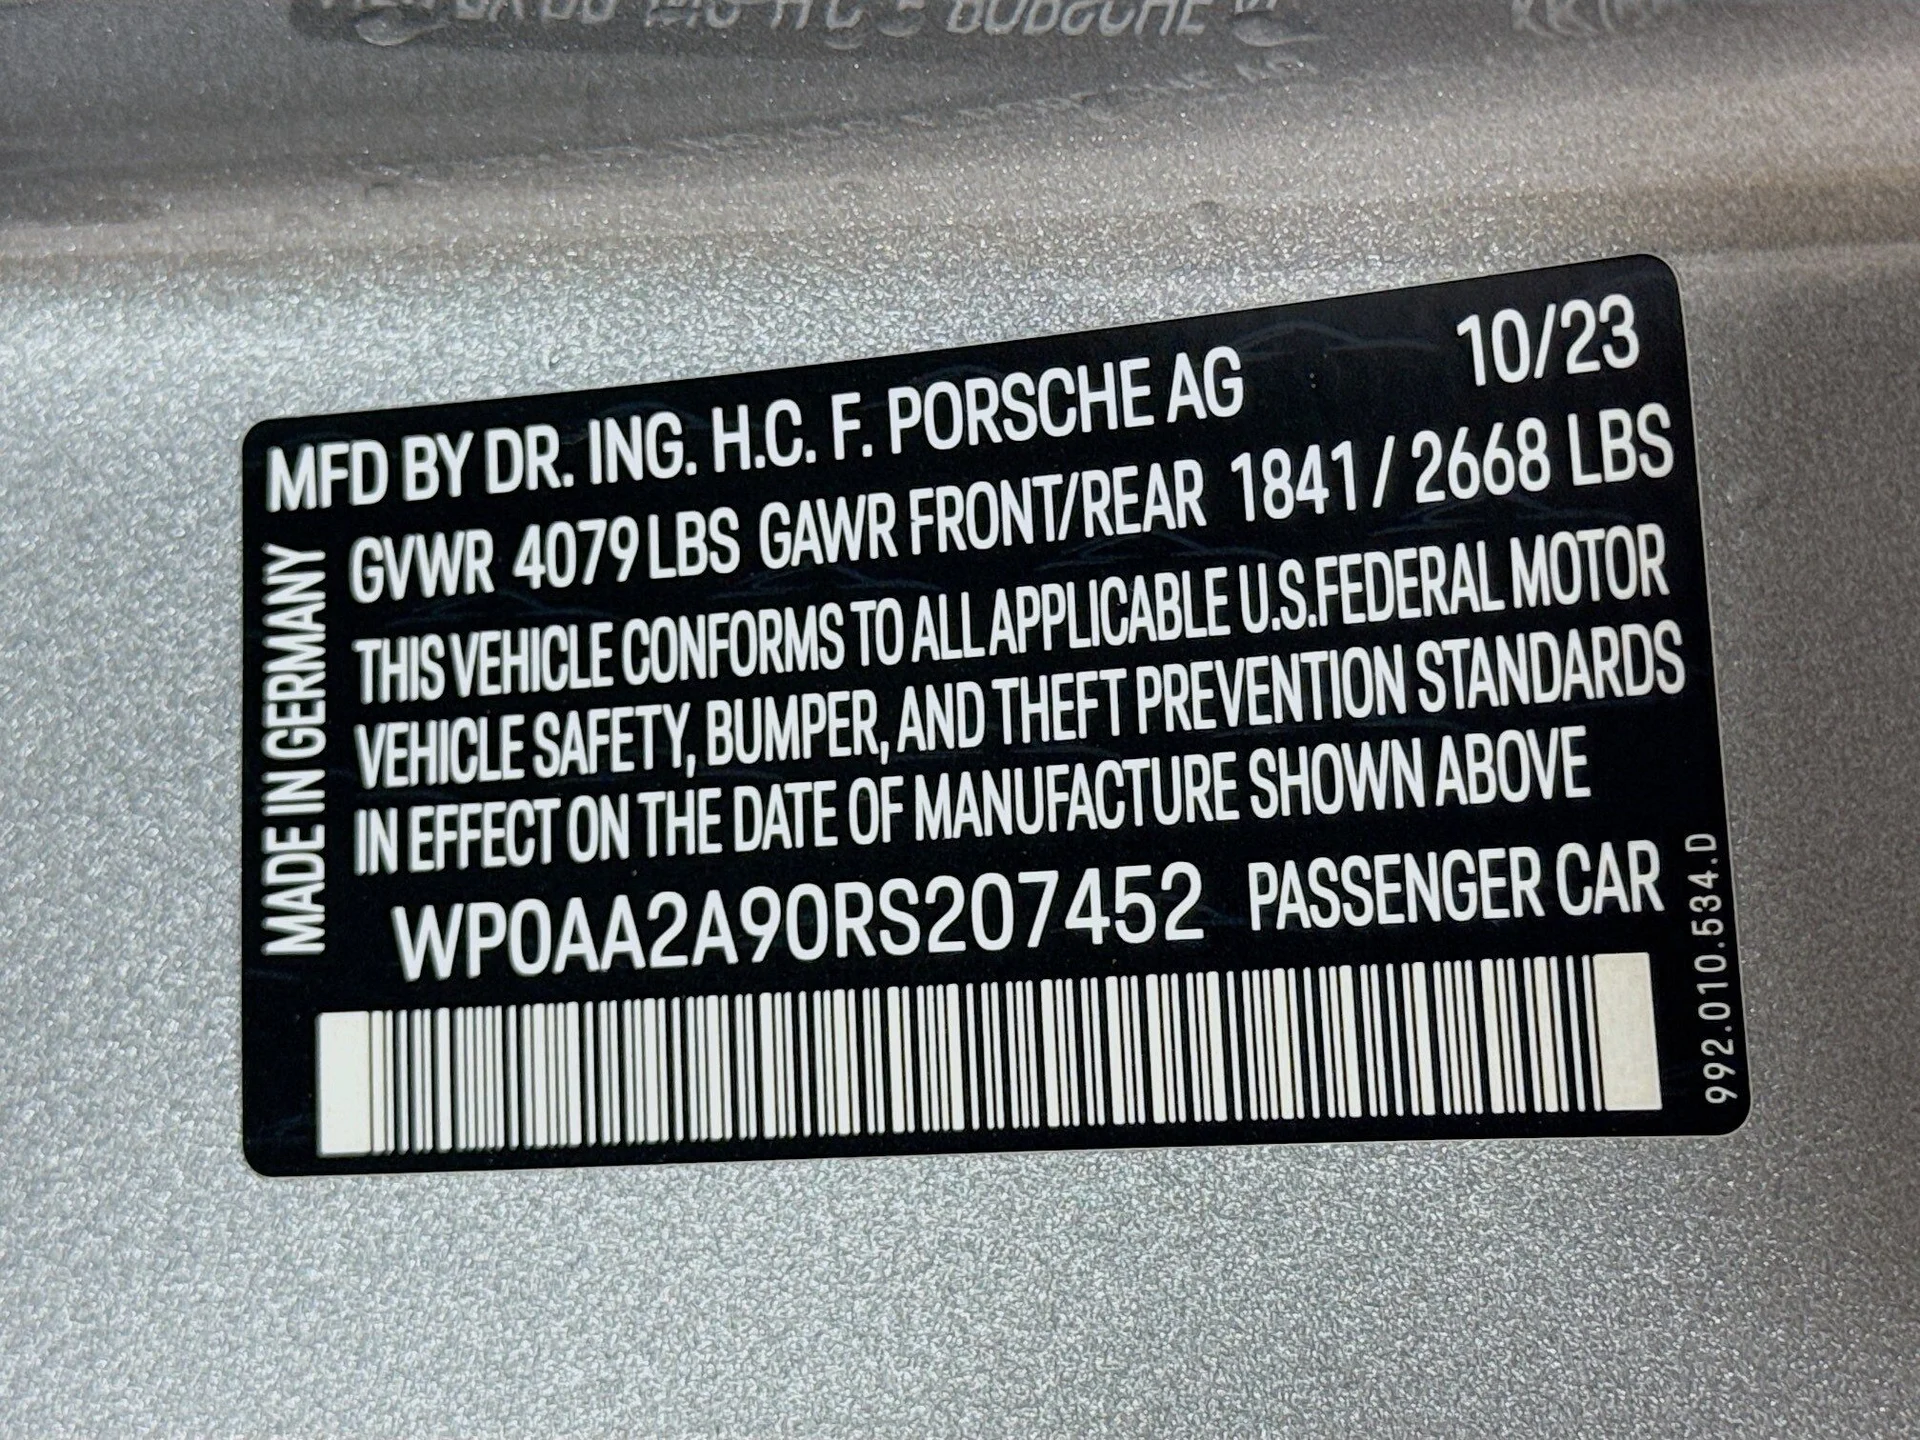 MFD BY DR. ING. H.C. F. PORSCHE AG 10/23
GVWR 4079 LBS GAWR FRONT/REAR 1841 / 2668 LBS
THIS VEHICLE CONFORMS TO ALL APPLICABLE U.S.FEDERAL MOTOR
VEHICLE SAFETY, BUMPER, AND THEFT PREVENTION STANDARDS
IN EFFECT ON THE DATE OF MANUFACTURE SHOWN ABOVE
WP0AA2A90RS207452 PASSENGER CAR
MADE IN GERMANY
992.010.534.D